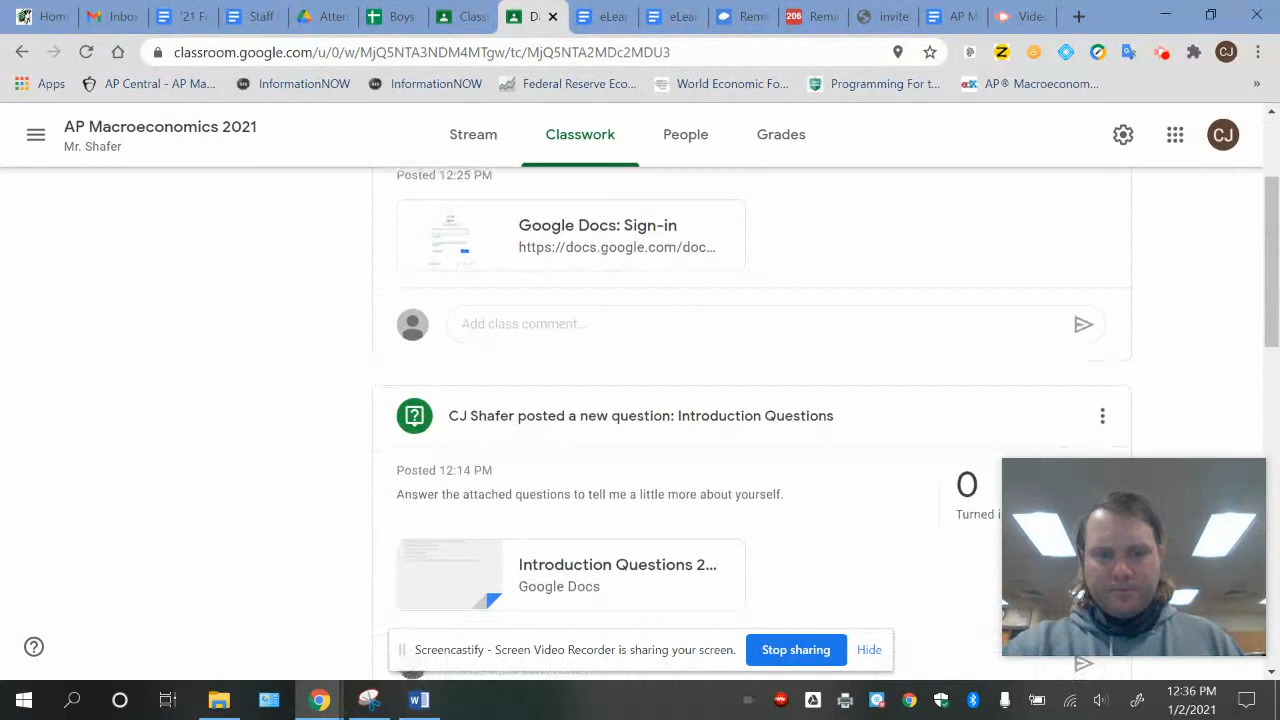 Hom
Inbo
'21 F
Staff
Atten
Boys
Class
D
eLear
eLea
Remi
206
Rema
invite
AP M
Video
classroom.google.com/u/0/w/MjQ5NTA3NDM4MTgw/tc/MjQ5NTA2MDc2MDU3
CJ
Apps
AP Central - AP Ma...
InformationNOW
InformationNOW
Federal Reserve Eco...
World Economic For...
Programming For t...
AP® Macroeconom...
»
AP Macroeconomics 2021
Mr. Shafer
Stream
Classwork
People
Grades
CJ
Posted 12:25 PM
Google Docs: Sign-in
https://docs.google.com/doc...
Add class comment...
CJ Shafer posted a new question: Introduction Questions
Posted 12:14 PM
Answer the attached questions to tell me a little more about yourself.
0
Turned i
Introduction Questions 2...
Google Docs
Screencastify - Screen Video Recorder is sharing your screen.
Stop sharing
Hide
12:36 PM
1/2/2021